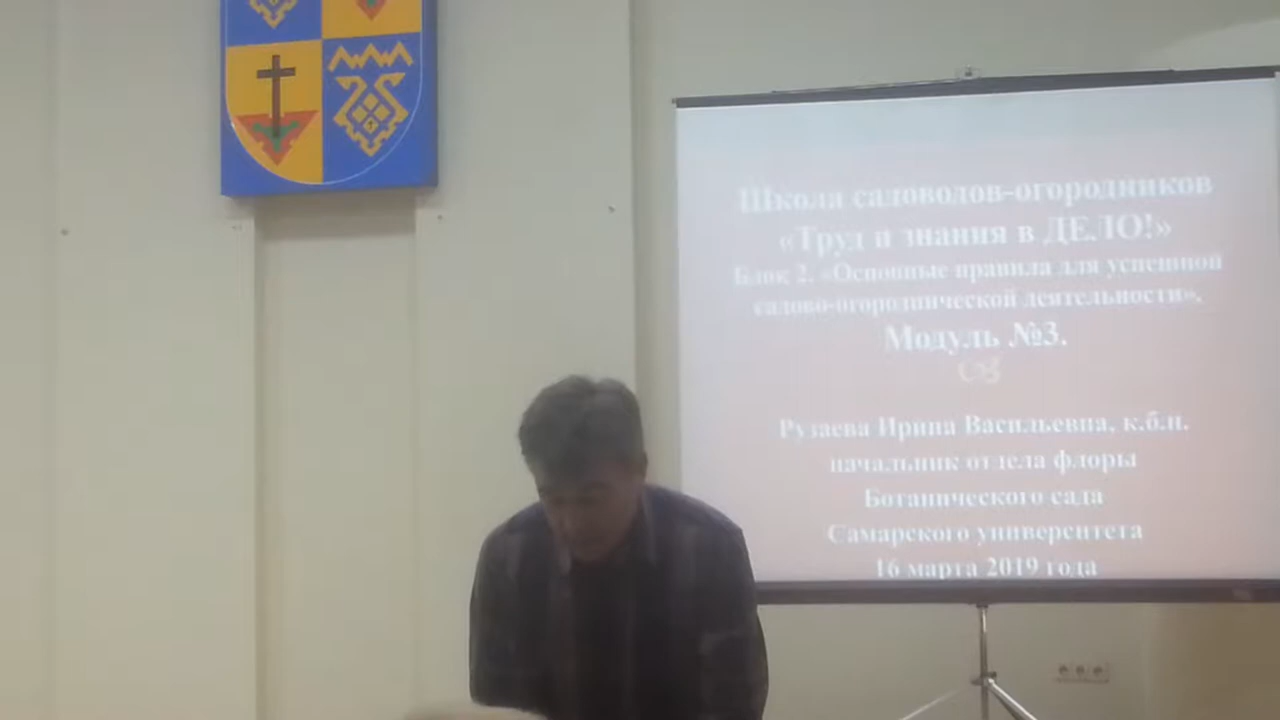 Школа садоводов-огородников
«Труд и знания в ДЕЛО!»
Блок 2. «Основные правила для успешной
садово-огороднической деятельности».
Модуль №3.
Рузаева Ирина Васильевна, к.б.н.
начальник отдела флоры
Ботанического сада
Самарского университета
16 марта 2019 года